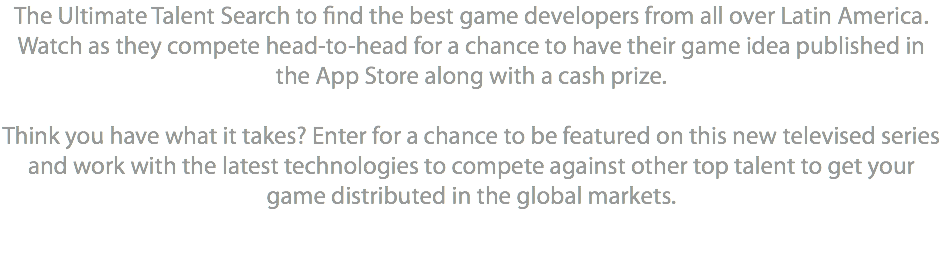 The Ultimate Talent Search to find the best game developers from all over Latin America.
Watch as they compete head-to-head for a chance to have their game idea published in
the App Store along with a cash prize.
Think you have what it takes? Enter for a chance to be featured on this new televised series
and work with the latest technologies to compete against other top talent to get your
game distributed in the global markets.